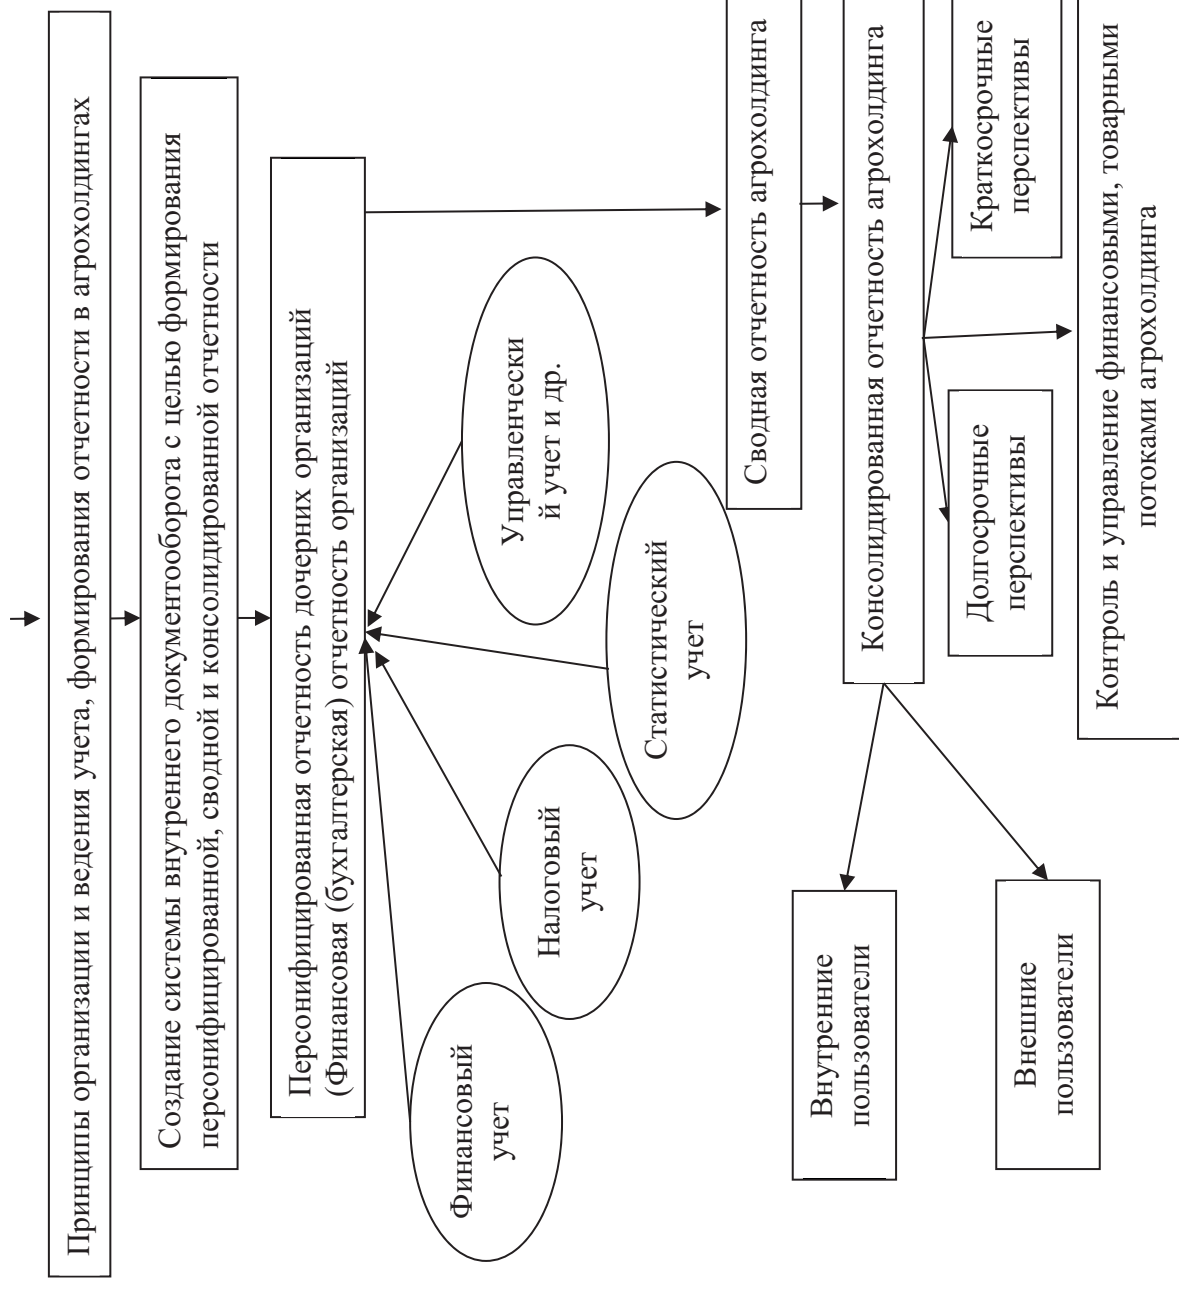 Принципы организации и ведения учета, формирования отчетности в агрохолдингах
Создание системы внутреннего документооборота с целью формирования
персонифицированной, сводной и консолидированной отчетности
Персонифицированная отчетность дочерних организаций
(Финансовая (бухгалтерская) отчетность организаций
Финансовый
учет
Налоговый
учет
Статистический
учет
Управленчески
й учет и др.
Сводная отчетность агрохолдинга
Консолидированная отчетность агрохолдинга
Внутренние
пользователи
Внешние
пользователи
Долгосрочные
перспективы
Краткосрочные
перспективы
Контроль и управление финансовыми, товарными
потоками агрохолдинга